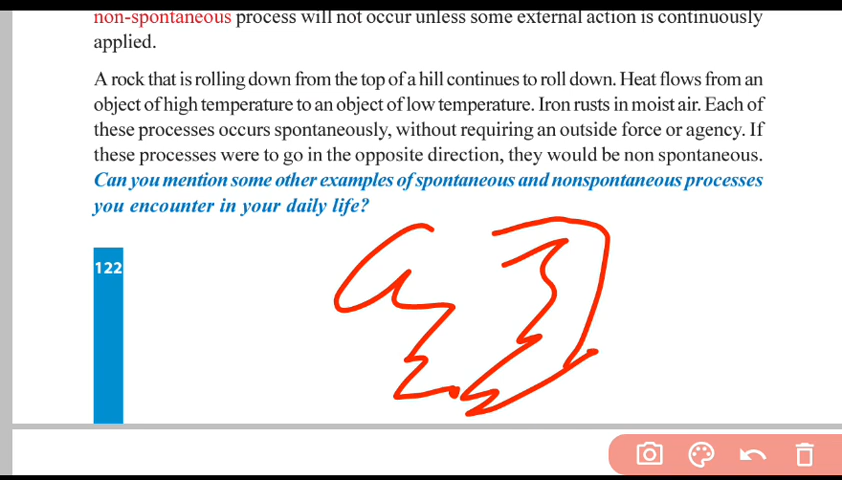 non-spontaneous process will not occur unless some external action is continuously
applied.
A rock that is rolling down from the top of a hill continues to roll down. Heat flows from an
object of high temperature to an object of low temperature. Iron rusts in moist air. Each of
these processes occurs spontaneously, without requiring an outside force or agency. If
these processes were to go in the opposite direction, they would be non spontaneous.
Can you mention some other examples of spontaneous and nonspontaneous processes
you encounter in your daily life?
122